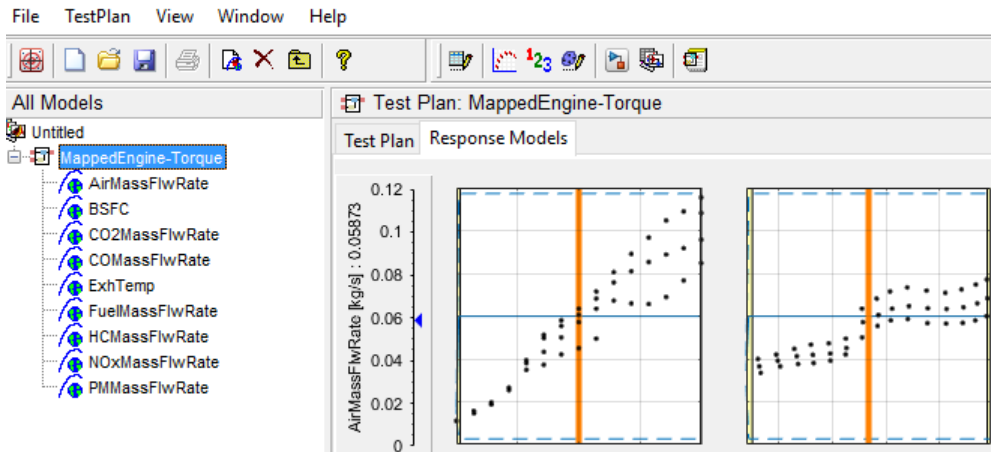 File TestPlan View Window Help
123
?
All Models
Untitled
MappedEngine-Torque
AirMassFlwRate
BSFC
CO2MassFlwRate
COMassFlwRate
ExhTemp
FuelMassFlwRate
HCMassFlwRate
NOxMassFlwRate
PMMassFlwRate
Test Plan: MappedEngine-Torque
Test Plan Response Models
AirMassFlwRate [kg/s] : 0.05873
0.12
0.1
0.08
0.06
0.04
0.02
0